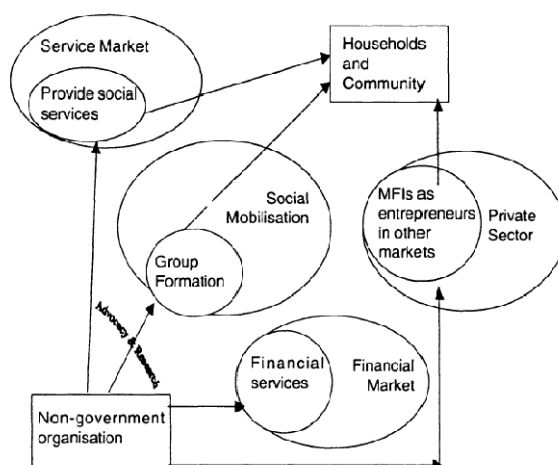 Service Market
Provide social
services
Households
and
Community
Social
Mobilisation
Group
Formation
MFIs as
entrepreneurs
in other
markets
Private
Sector
Advocacy & Research
Financial
services
Financial
Market
Non-government
organisation